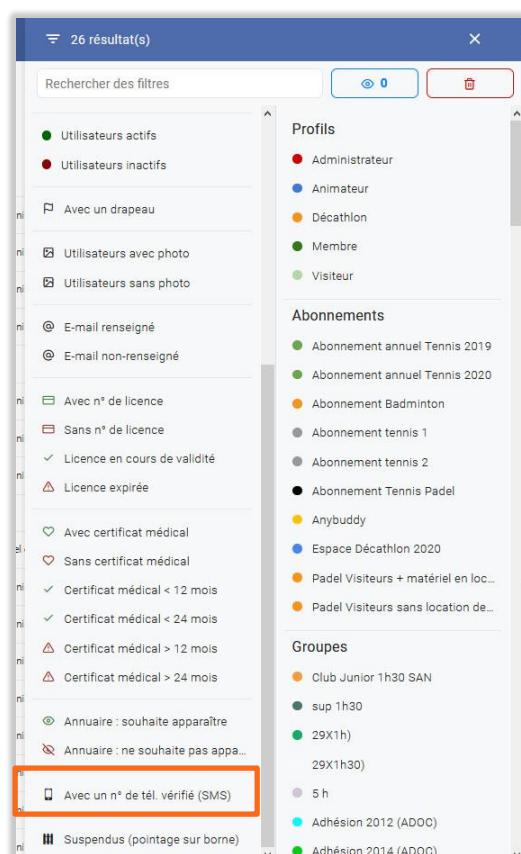 26 résultat(s)
Rechercher des filtres
0
Utilisateurs actifs
Utilisateurs inactifs
Avec un drapeau
Utilisateurs avec photo
Utilisateurs sans photo
E-mail renseigné
E-mail non-renseigné
Avec n° de licence
Sans n° de licence
Licence en cours de validité
Licence expirée
Avec certificat médical
Sans certificat médical
Certificat médical < 12 mois
Certificat médical < 24 mois
Certificat médical > 12 mois
Certificat médical > 24 mois
Annuaire : souhaite apparaître
Annuaire : ne souhaite pas appa...
Avec un n° de tél. vérifié (SMS)
Suspendus (pointage sur borne)
Profils
Administrateur
Animateur
Décathlon
Membre
Visiteur
Abonnements
Abonnement annuel Tennis 2019
Abonnement annuel Tennis 2020
Abonnement Badminton
Abonnement tennis 1
Abonnement tennis 2
Abonnement Tennis Padel
Anybuddy
Espace Décathlon 2020
Padel Visiteurs + matériel en loc...
Padel Visiteurs sans location de...
Groupes
Club Junior 1h30 SAN
sup 1h30
29X1h)
29X1h30)
5 h
Adhésion 2012 (ADOC)
Adhésion 2014 (ADOC)